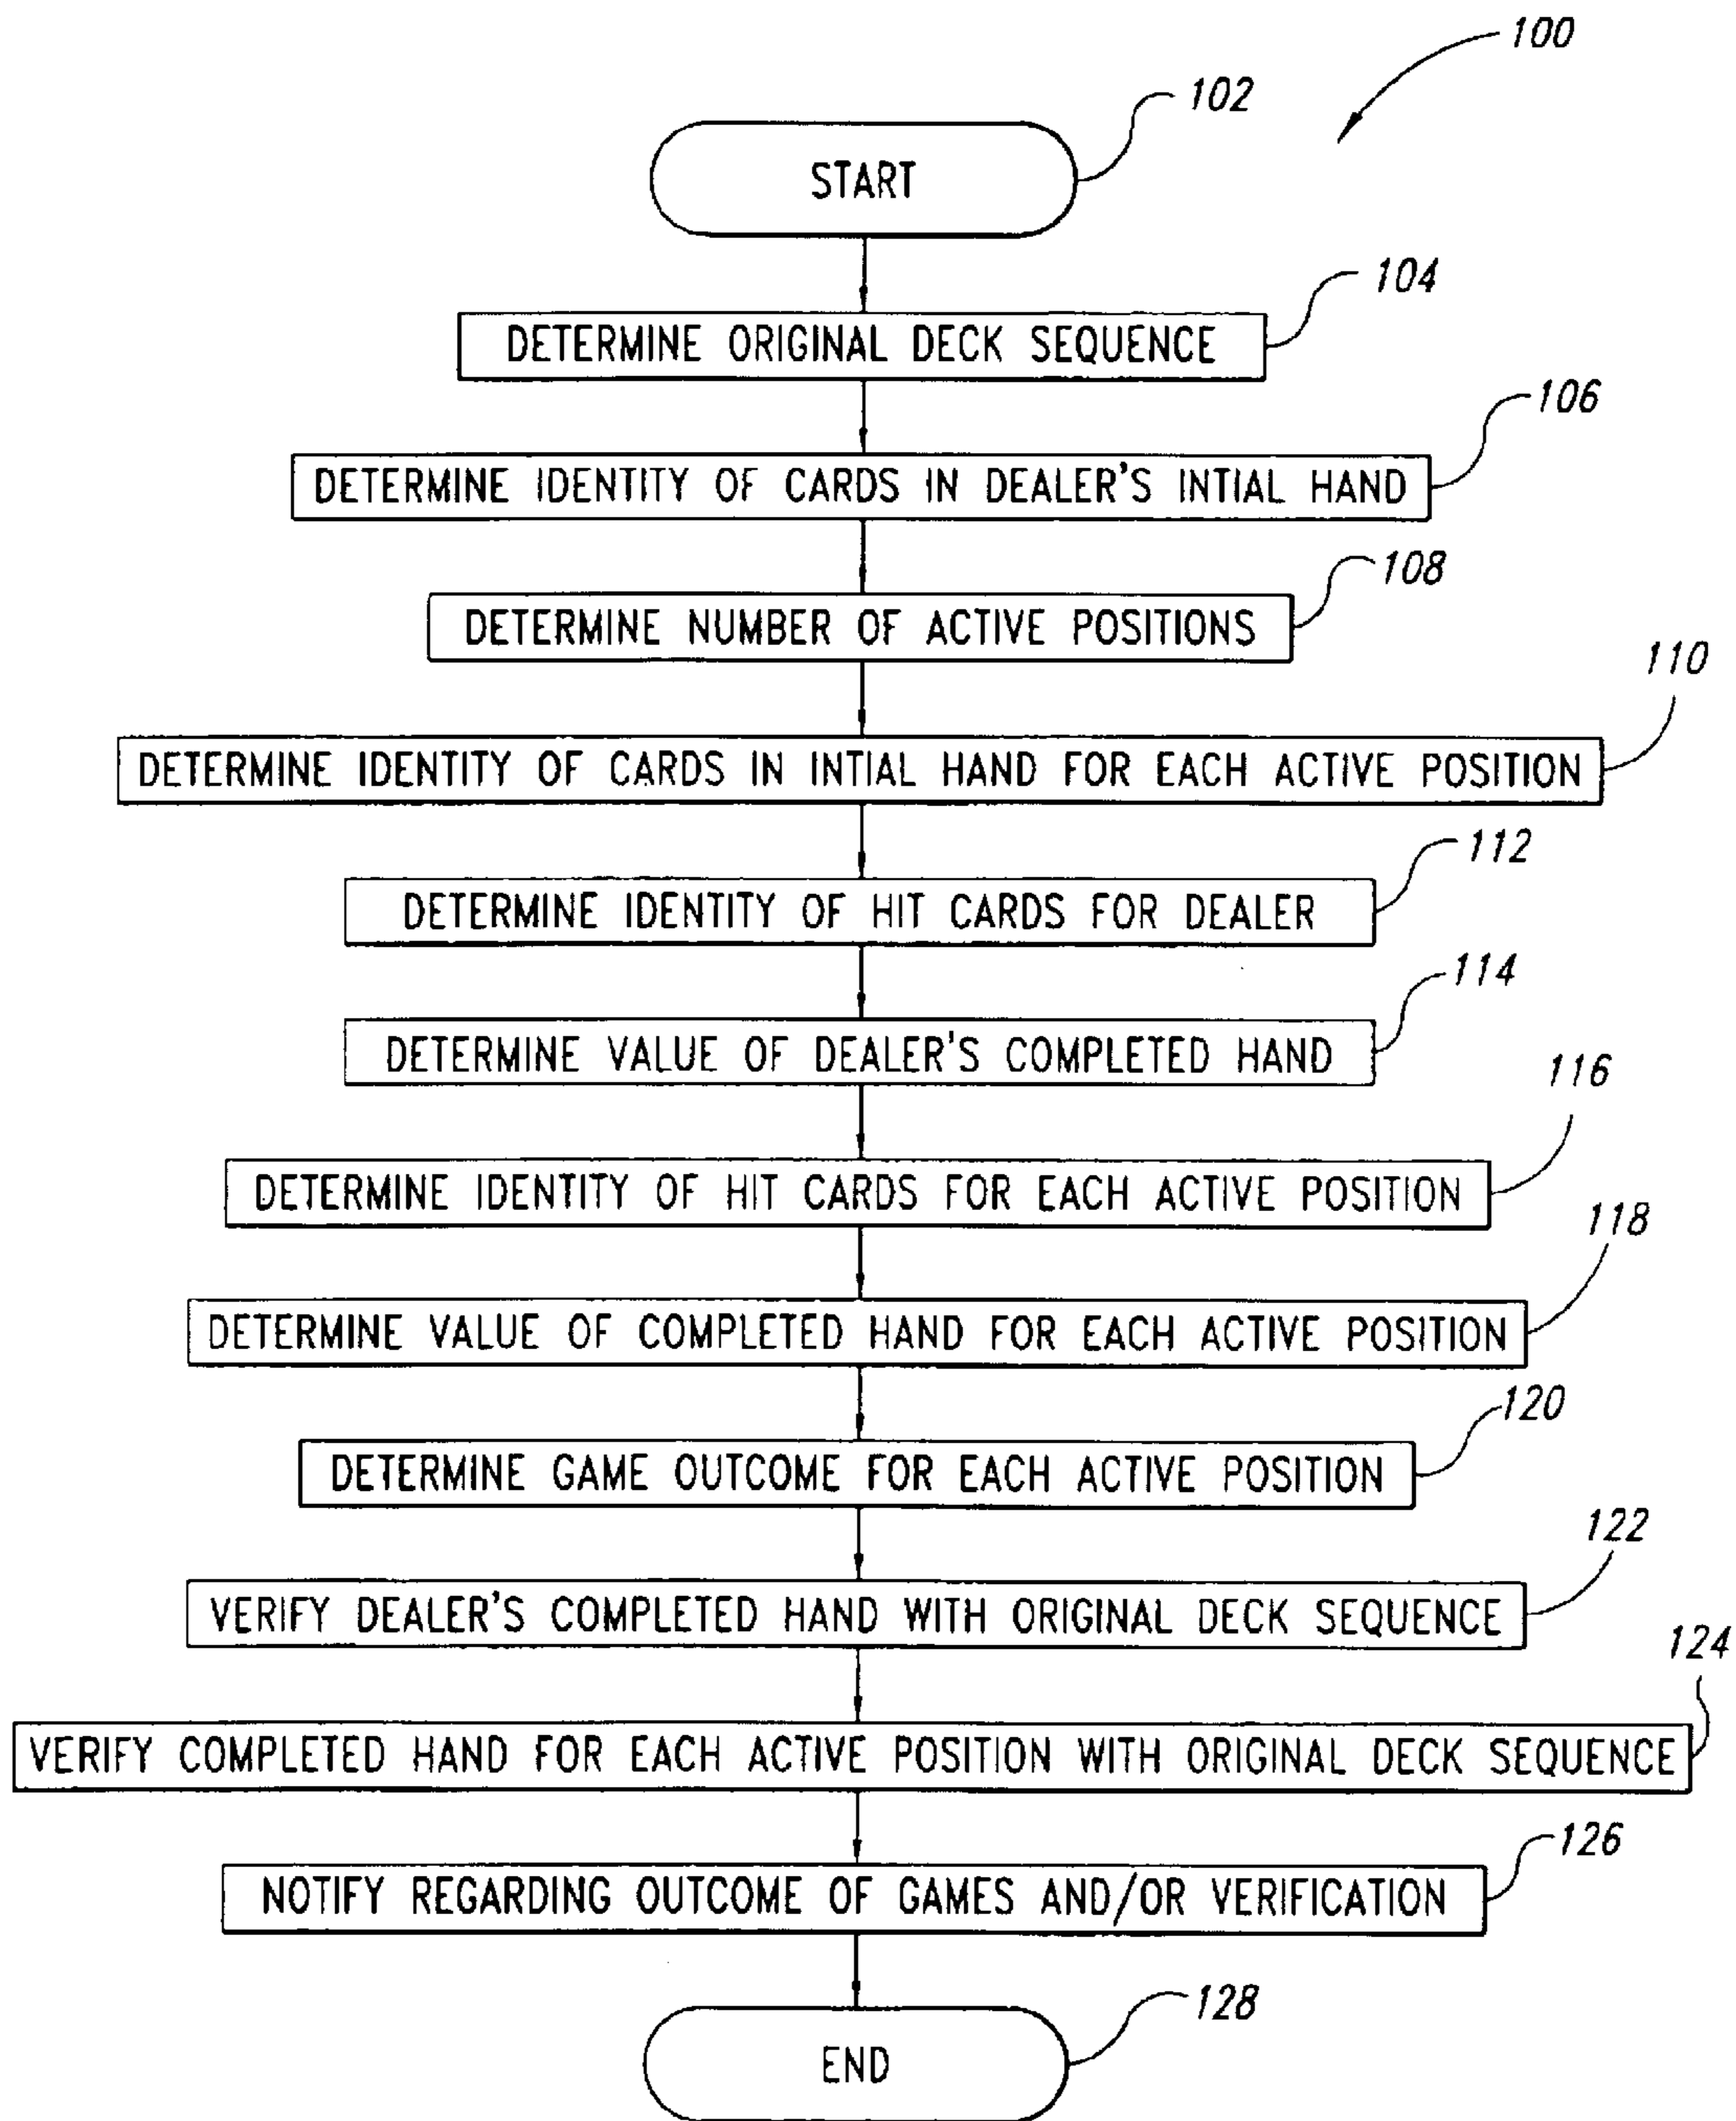 100
102
START
104
DETERMINE ORIGINAL DECK SEQUENCE
106
DETERMINE IDENTITY OF CARDS IN DEALER'S INTIAL HAND
108
DETERMINE NUMBER OF ACTIVE POSITIONS
110
DETERMINE IDENTITY OF CARDS IN INTIAL HAND FOR EACH ACTIVE POSITION
112
DETERMINE IDENTITY OF HIT CARDS FOR DEALER
114
DETERMINE VALUE OF DEALER'S COMPLETED HAND
116
DETERMINE IDENTITY OF HIT CARDS FOR EACH ACTIVE POSITION
118
DETERMINE VALUE OF COMPLETED HAND FOR EACH ACTIVE POSITION
120
DETERMINE GAME OUTCOME FOR EACH ACTIVE POSITION
122
VERIFY DEALER'S COMPLETED HAND WITH ORIGINAL DECK SEQUENCE
124
VERIFY COMPLETED HAND FOR EACH ACTIVE POSITION WITH ORIGINAL DECK SEQUENCE
126
NOTIFY REGARDING OUTCOME OF GAMES AND/OR VERIFICATION
128
END